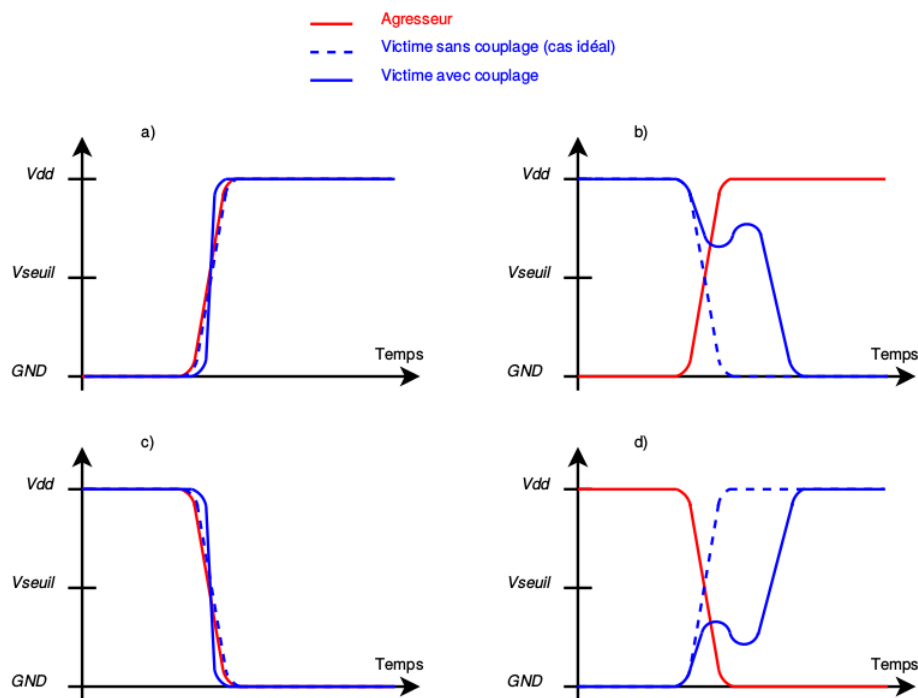 Agresseur
Victime sans couplage (cas idéal)
Victime avec couplage
a)
Vdd
Vseuil
GND
Temps
b)
Vdd
Vseuil
GND
Temps
c)
Vdd
Vseuil
GND
Temps
d)
Vdd
Vseuil
GND
Temps